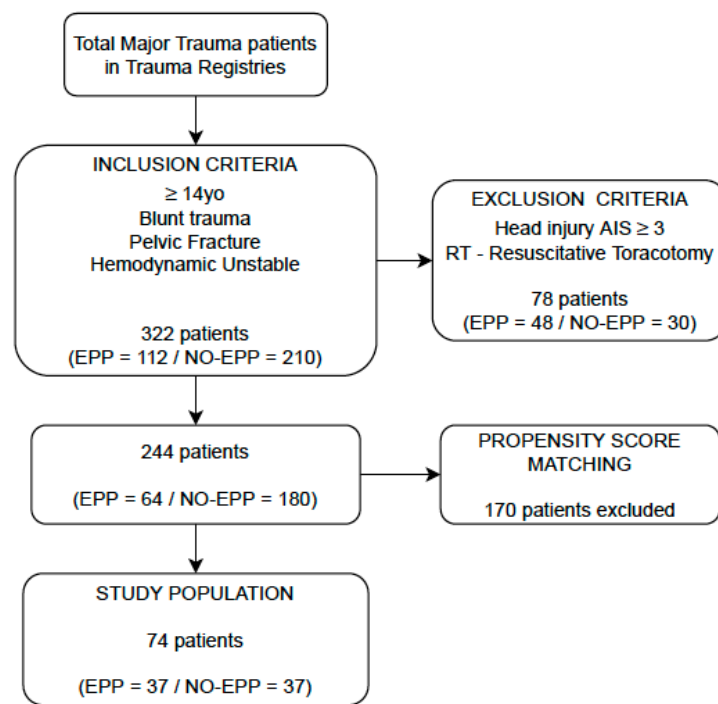 Total Major Trauma patients
in Trauma Registries
INCLUSION CRITERIA
≥ 14yo
Blunt trauma
Pelvic Fracture
Hemodynamic Unstable
322 patients
(EPP = 112 / NO-EPP = 210)
EXCLUSION CRITERIA
Head injury AIS ≥ 3
RT - Resuscitative Toracotomy
78 patients
(EPP = 48 / NO-EPP = 30)
244 patients
(EPP = 64 / NO-EPP = 180)
PROPENSITY SCORE
MATCHING
170 patients excluded
STUDY POPULATION
74 patients
(EPP = 37 / NO-EPP = 37)